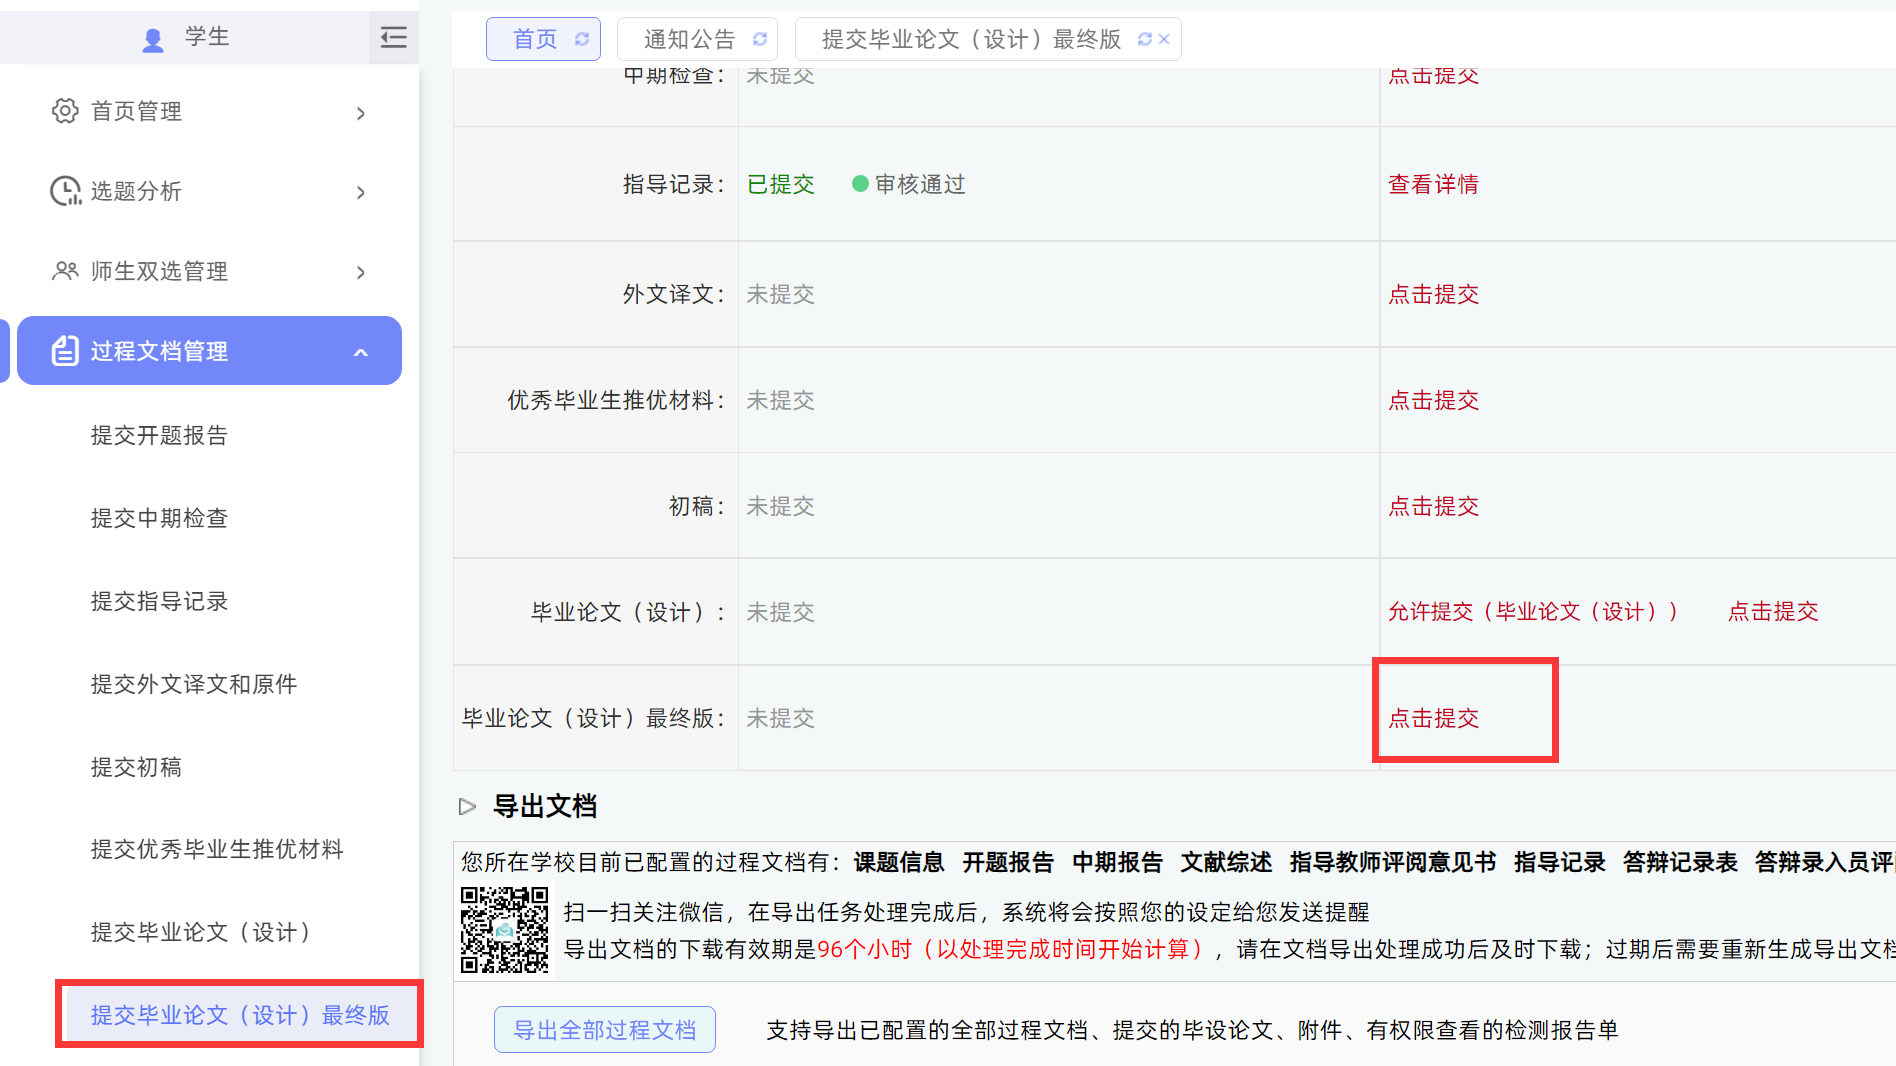 学生
首页管理
选题分析
师生双选管理
过程文档管理
提交开题报告
提交中期检查
提交指导记录
提交外文译文和原件
提交初稿
提交优秀毕业生推优材料
提交毕业论文（设计）
提交毕业论文（设计）最终版
首页 通知公告 提交毕业论文（设计）最终版
中期检查： 未提交 点击提交
指导记录： 已提交 审核通过 查看详情
外文译文： 未提交 点击提交
优秀毕业生推优材料： 未提交 点击提交
初稿： 未提交 点击提交
毕业论文（设计）： 未提交 允许提交（毕业论文（设计）） 点击提交
毕业论文（设计）最终版： 未提交 点击提交
导出文档
您所在学校目前已配置的过程文档有：课题信息 开题报告 中期报告 文献综述 指导教师评阅意见书 指导记录 答辩记录表 答辩录入员评
扫一扫关注微信，在导出任务处理完成后，系统将会按照您的设定给您发送提醒
导出文档的下载有效期是96个小时（以处理完成时间开始计算），请在文档导出处理成功后及时下载；过期后需要重新生成导出文档
导出全部过程文档 支持导出已配置的全部过程文档、提交的毕设论文、附件、有权限查看的检测报告单